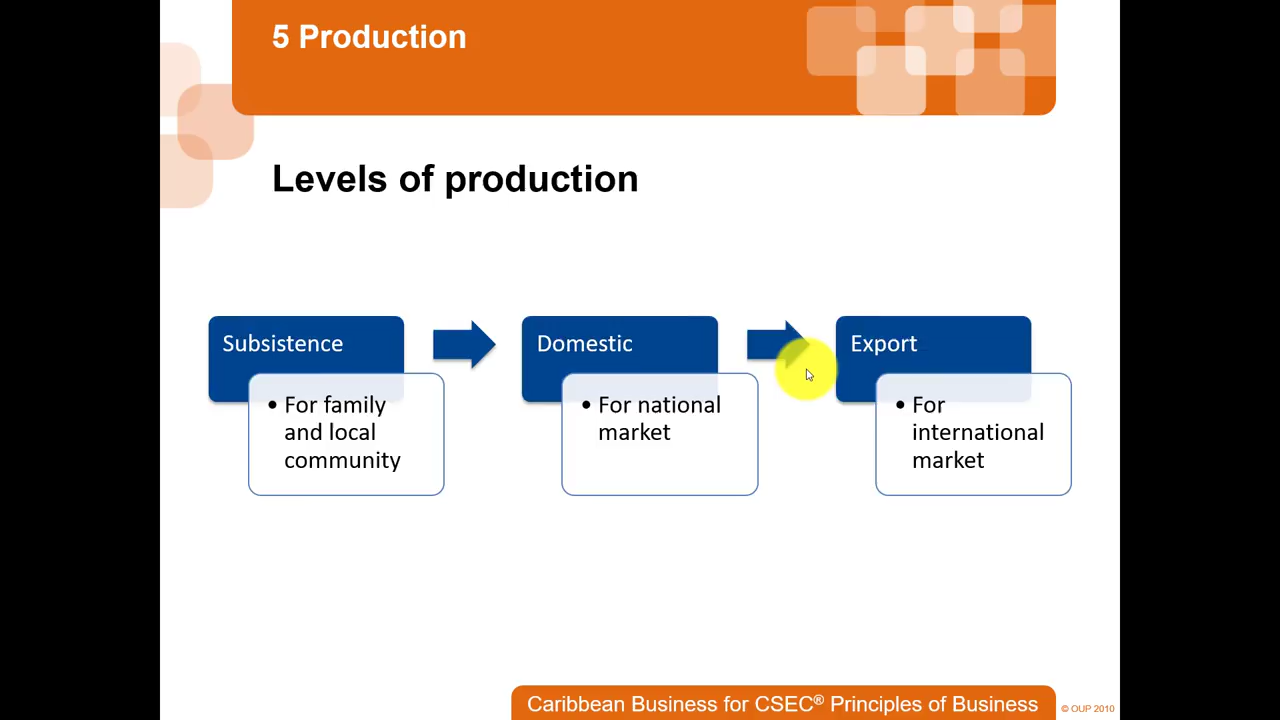 5 Production
Levels of production
Subsistence
• For family
and local
community
Domestic
• For national
market
Export
• For
international
market
Caribbean Business for CSEC® Principles of Business
© OUP 2010